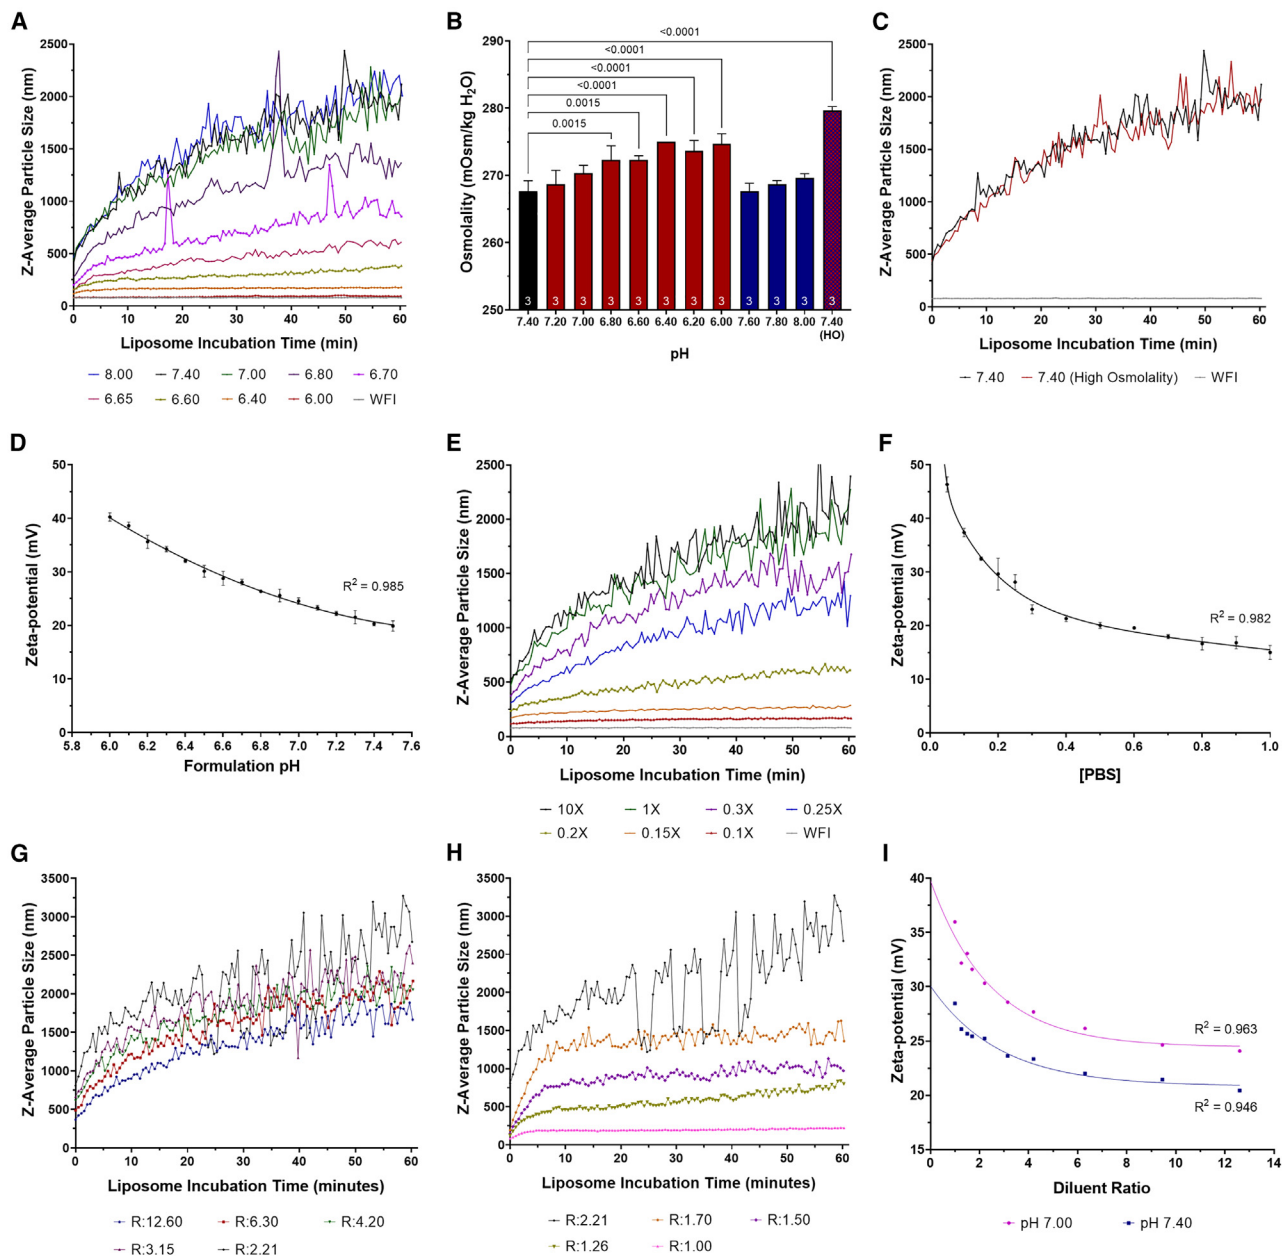 A
Z-Average Particle Size (nm)
2500
2000
1500
1000
500
0
0 10 20 30 40 50 60
Liposome Incubation Time (min)
8.00 7.40 7.00 6.80 6.70
6.65 6.60 6.40 6.00 WFI
B
Osmolality (mOsm/kg H2O)
290
280
270
260
250
<0.0001
<0.0001
<0.0001
<0.0001
0.0015
0.0015
3 3 3 3 3 3 3 3 3 3 3 3
7.40 7.20 7.00 6.80 6.60 6.40 6.20 6.00 7.60 7.80 8.00 7.40
(HO)
pH
C
Z-Average Particle Size (nm)
2500
2000
1500
1000
500
0
0 10 20 30 40 50 60
Liposome Incubation Time (min)
7.40 7.40 (High Osmolality) WFI
D
Zeta-potential (mV)
50
40
30
20
10
0
R2 = 0.985
5.8 6.0 6.2 6.4 6.6 6.8 7.0 7.2 7.4 7.6
Formulation pH
E
Z-Average Particle Size (nm)
2500
2000
1500
1000
500
0
0 10 20 30 40 50 60
Liposome Incubation Time (min)
10X 1X 0.3X 0.25X
0.2X 0.15X 0.1X WFI
F
Zeta-potential (mV)
50
40
30
20
10
0
R2 = 0.982
0.0 0.2 0.4 0.6 0.8 1.0
[PBS]
G
Z-Average Particle Size (nm)
3500
3000
2500
2000
1500
1000
500
0
0 10 20 30 40 50 60
Liposome Incubation Time (minutes)
R:12.60 R:6.30 R:4.20
R:3.15 R:2.21
H
Z-Average Particle Size (nm)
3500
3000
2500
2000
1500
1000
500
0
0 10 20 30 40 50 60
Liposome Incubation Time (minutes)
R:2.21 R:1.70 R:1.50
R:1.26 R:1.00
I
Zeta-potential (mV)
40
35
30
25
20
15
R2 = 0.963
R2 = 0.946
0 2 4 6 8 10 12 14
Diluent Ratio
pH 7.00 pH 7.40